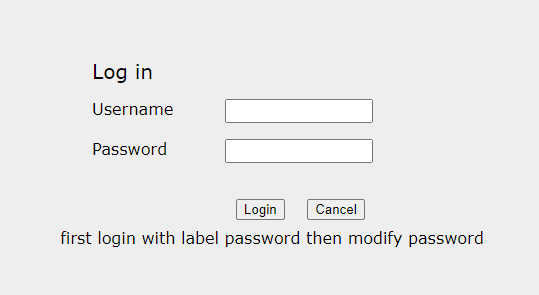 Log in
Username
Password
Login Cancel
first login with label password then modify password